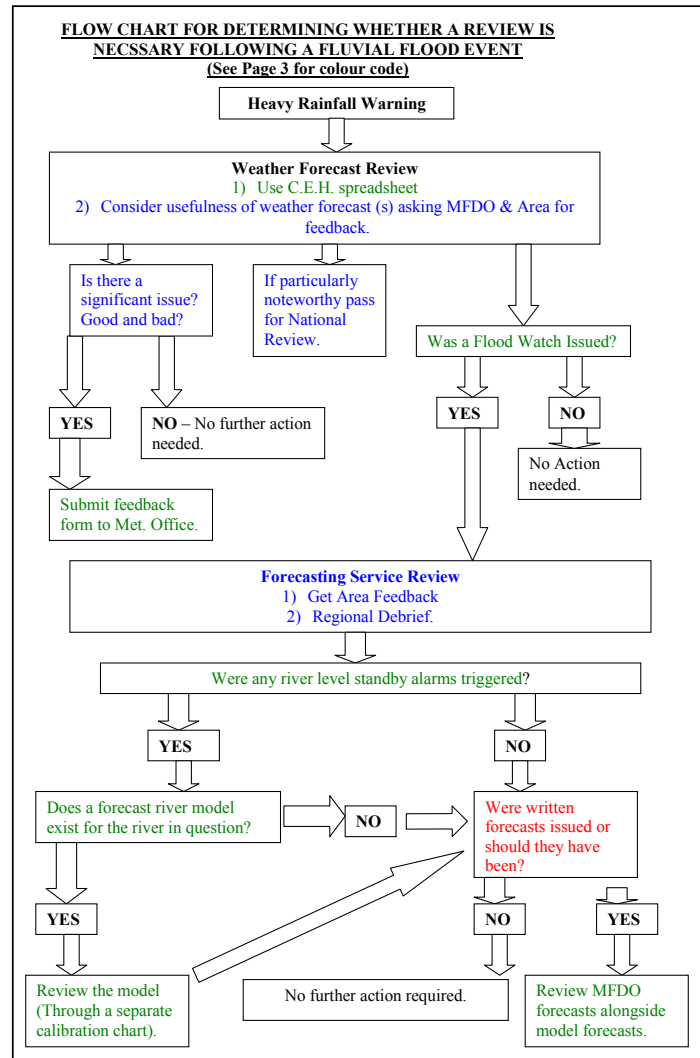 FLOW CHART FOR DETERMINING WHETHER A REVIEW IS
NECSSARY FOLLOWING A FLUVIAL FLOOD EVENT
(See Page 3 for colour code)
Heavy Rainfall Warning
Weather Forecast Review
1) Use C.E.H. spreadsheet
2) Consider usefulness of weather forecast (s) asking MFDO & Area for
feedback.
Is there a
significant issue?
Good and bad?
If particularly
noteworthy pass
for National
Review.
Was a Flood Watch Issued?
YES
NO – No further action
needed.
YES
NO
Submit feedback
form to Met. Office.
No Action
needed.
Forecasting Service Review
1) Get Area Feedback
2) Regional Debrief.
Were any river level standby alarms triggered?
YES
NO
Does a forecast river model
exist for the river in question?
NO
Were written
forecasts issued or
should they have
been?
YES
NO
YES
Review the model
(Through a separate
calibration chart).
No further action required.
Review MFDO
forecasts alongside
model forecasts.